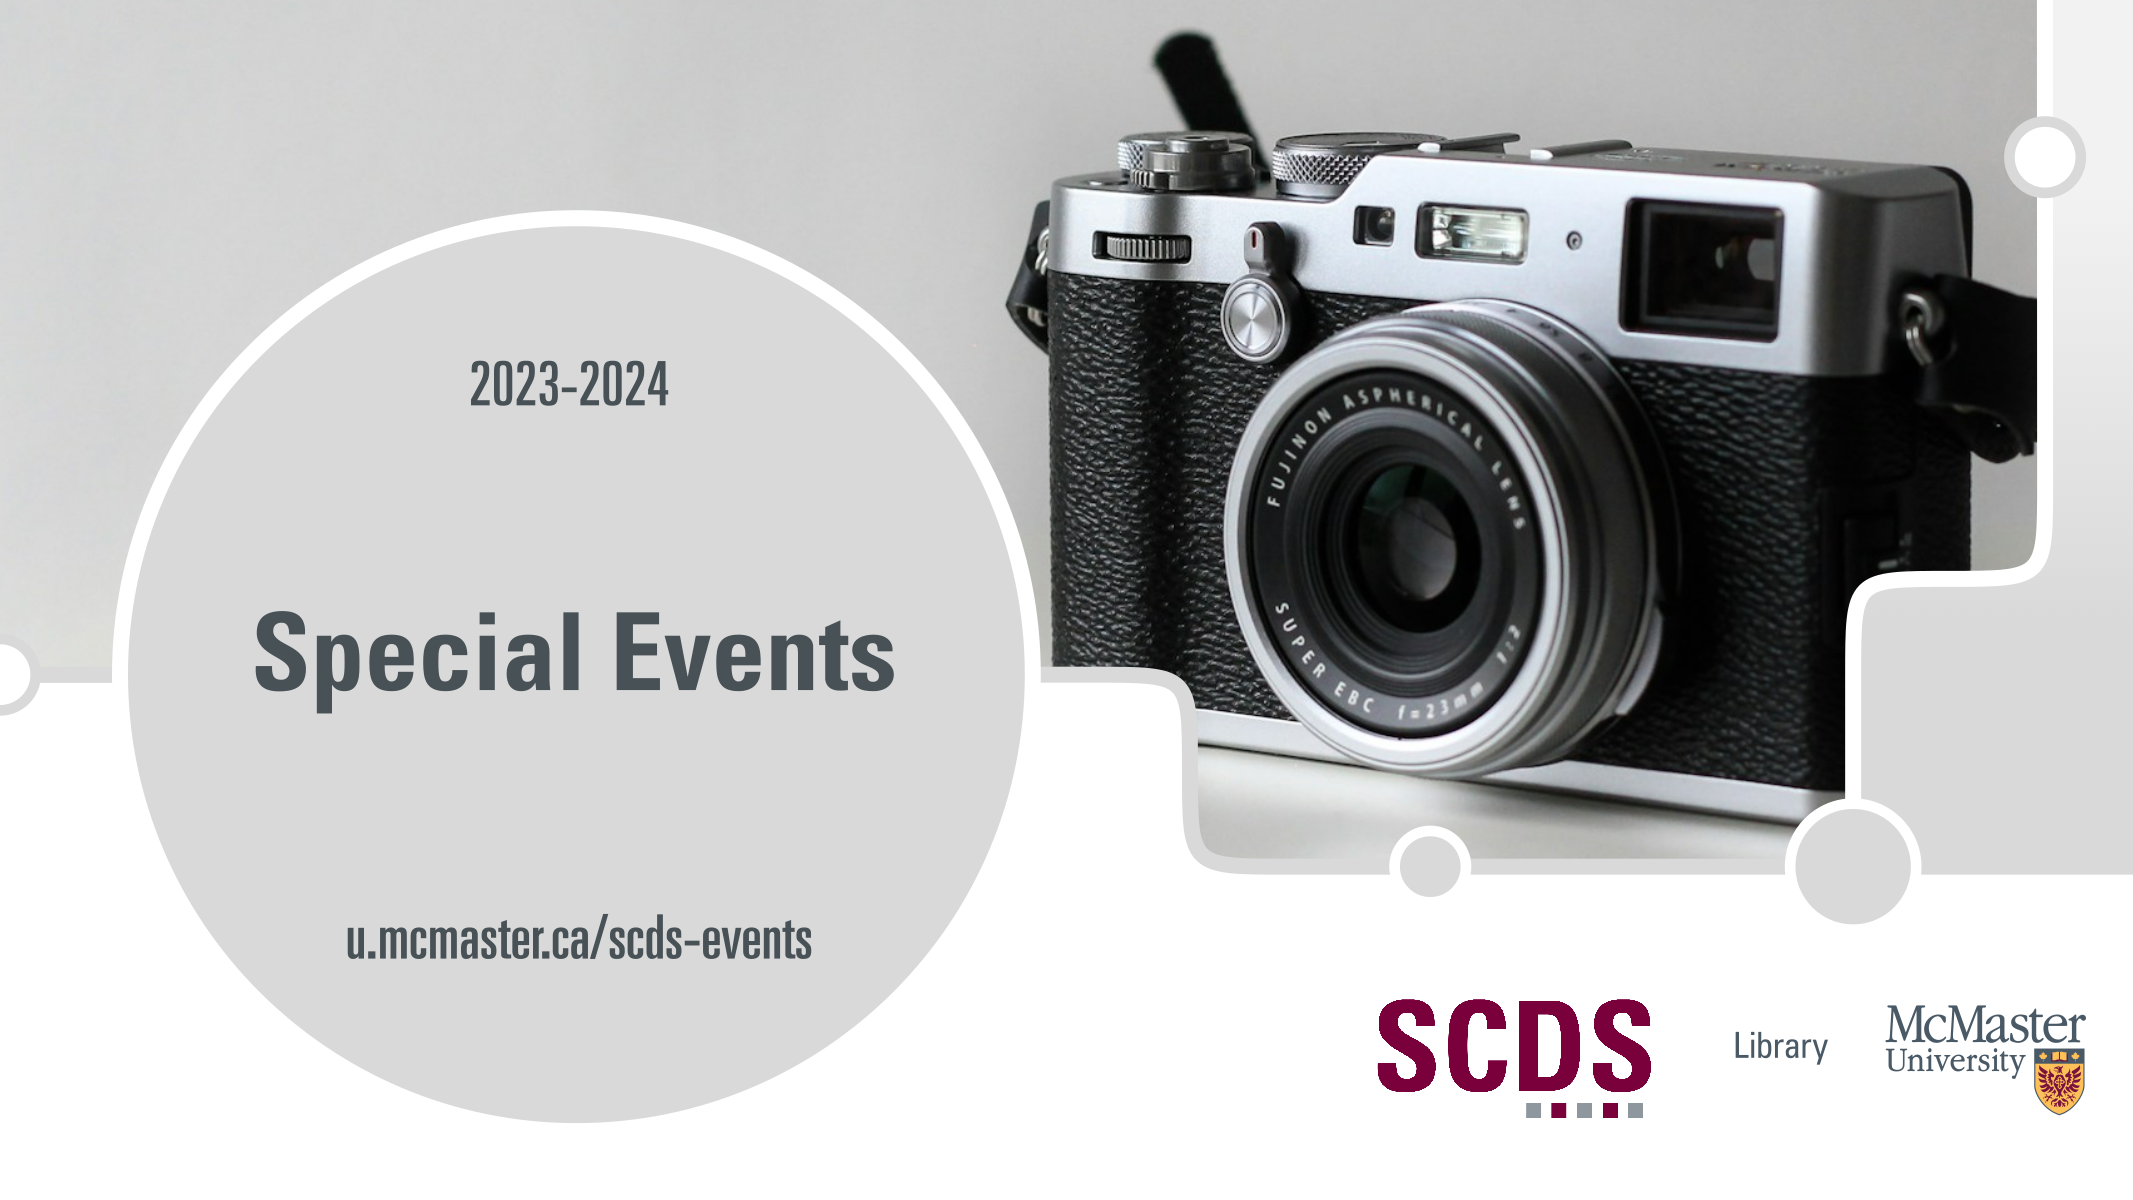 2023-2024
Special Events
u.mcmaster.ca/scds-events
FUJINON ASPHERICAL LENS
SUPER EBC f=23mm 1:2
SCDS
Library
McMaster
University